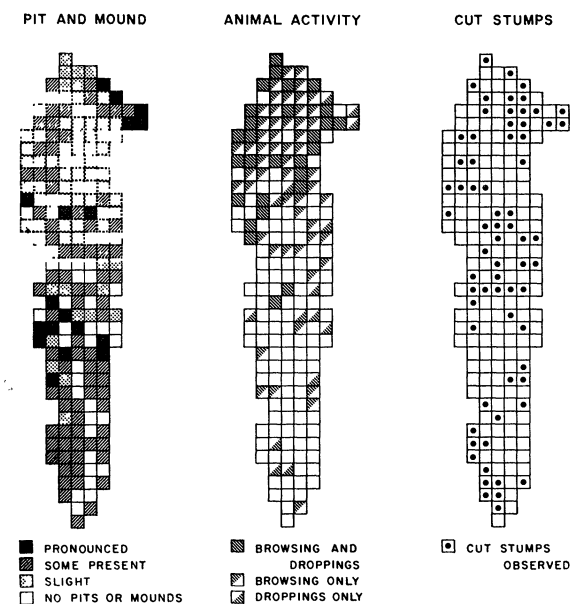 PIT AND MOUND
ANIMAL ACTIVITY
CUT STUMPS
PRONOUNCED
SOME PRESENT
SLIGHT
NO PITS OR MOUNDS
BROWSING AND
DROPPINGS
BROWSING ONLY
DROPPINGS ONLY
CUT STUMPS
OBSERVED